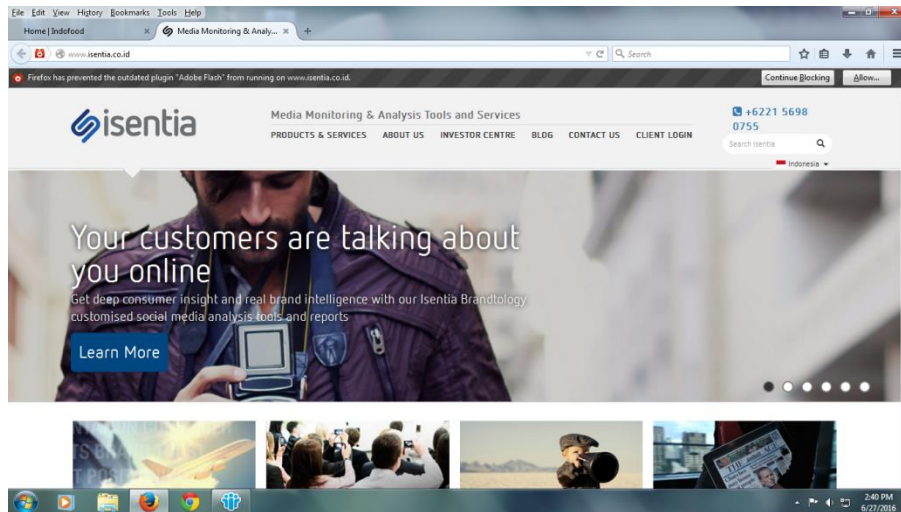 File Edit View History Bookmarks Tools Help
Home | Indofood × Media Monitoring & Analy... × +
www.isentia.co.id Search
Firefox has prevented the outdated plugin "Adobe Flash" from running on www.isentia.co.id. Continue Blocking Allow...
isentia
Media Monitoring & Analysis Tools and Services
PRODUCTS & SERVICES ABOUT US INVESTOR CENTRE BLOG CONTACT US CLIENT LOGIN
+6221 5698
0755
Search Isentia
Indonesia
Your customers are talking about
you online
Get deep consumer insight and real brand intelligence with our Isentia Brandtology
customised social media analysis tools and reports
Learn More
THE AGE
2:40 PM
6/27/2016